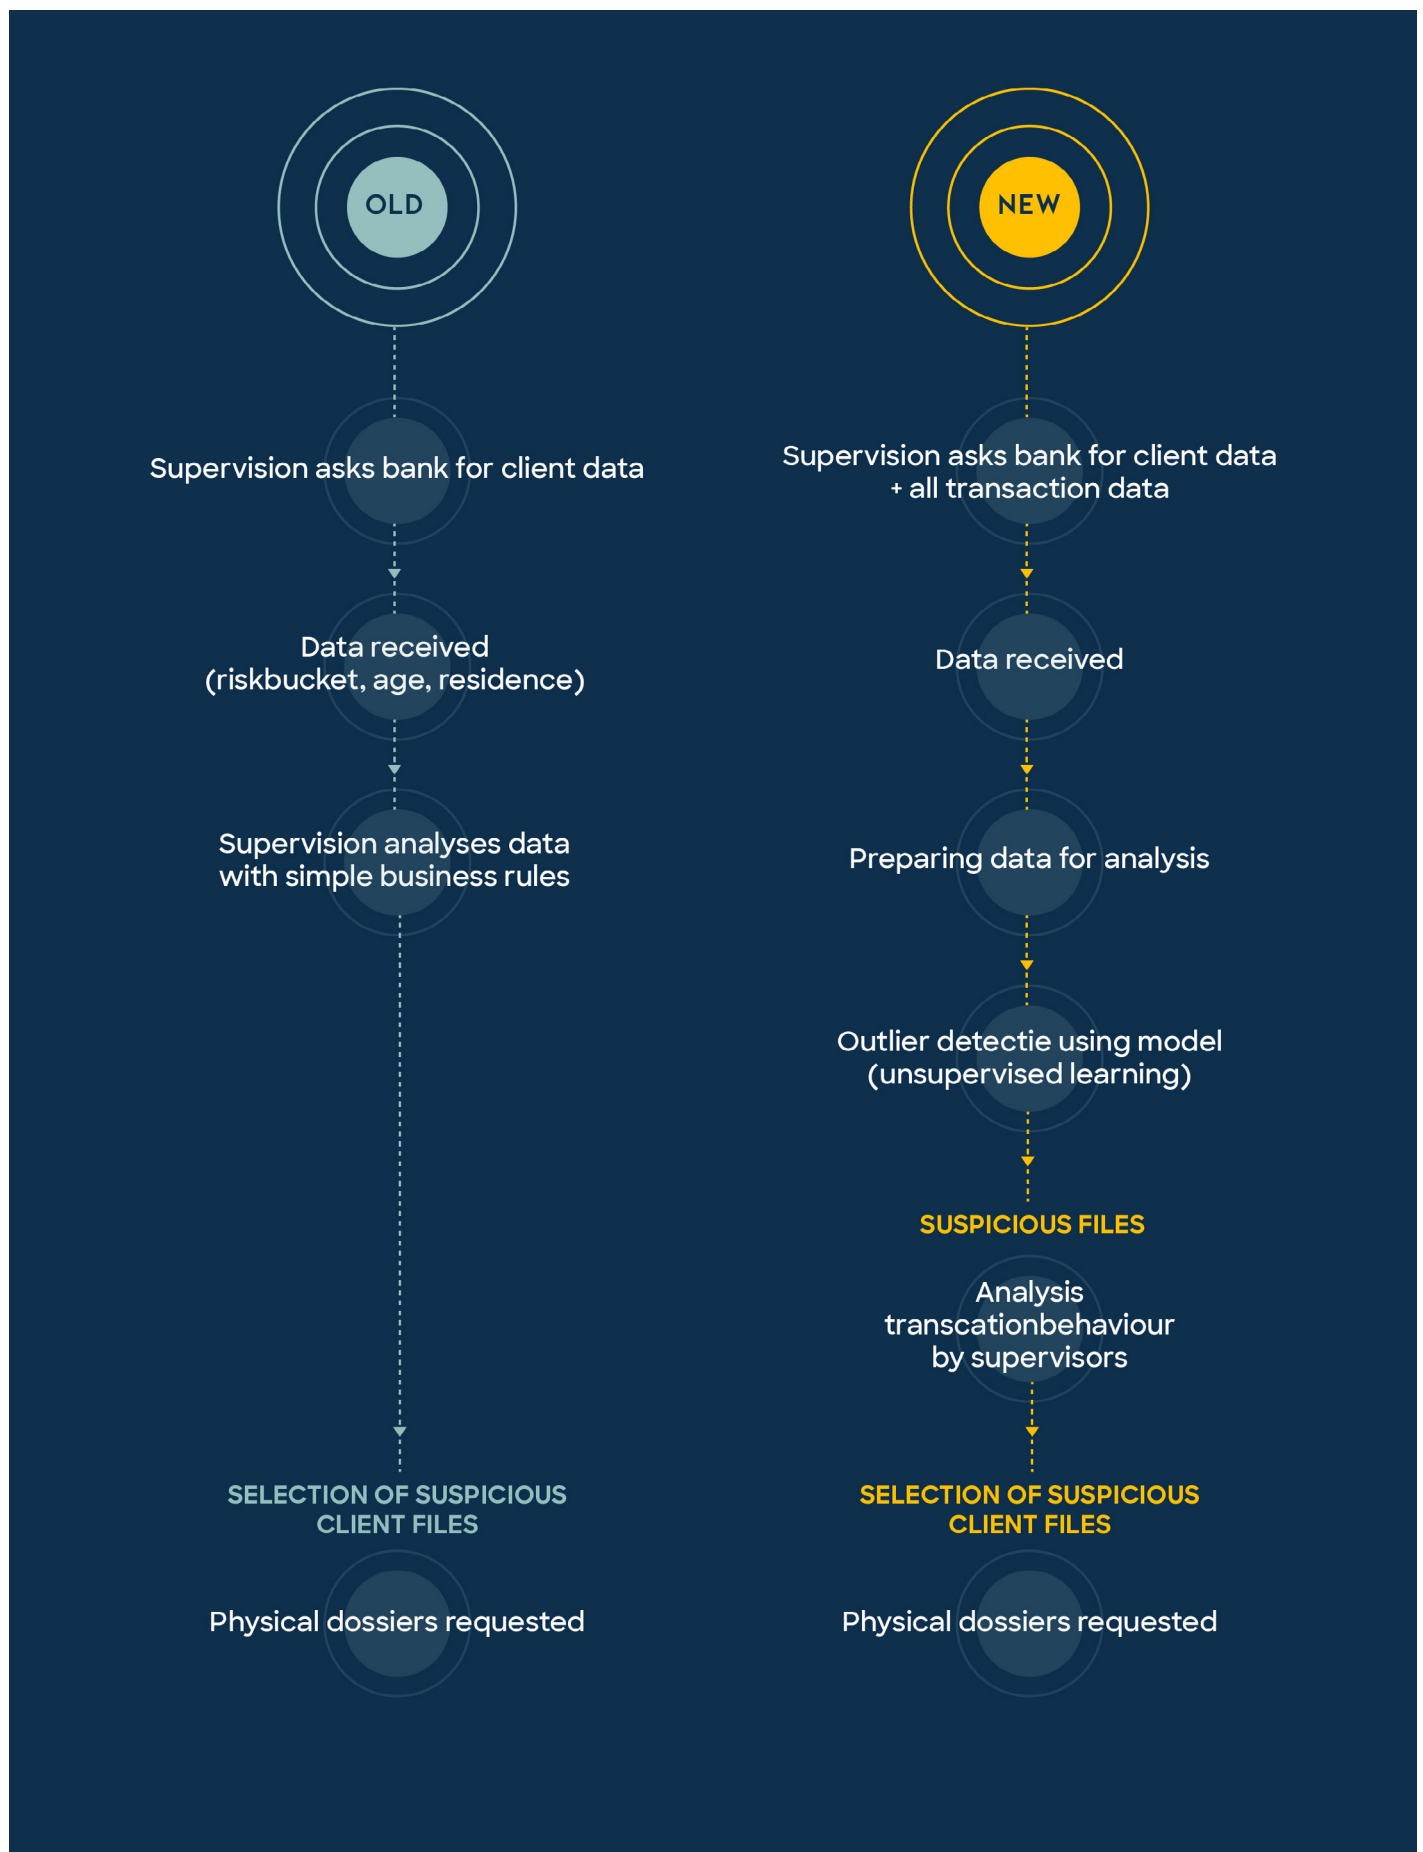 OLD
Supervision asks bank for client data
Data received
(riskbucket, age, residence)
Supervision analyses data
with simple business rules
SELECTION OF SUSPICIOUS
CLIENT FILES
Physical dossiers requested
NEW
Supervision asks bank for client data
+ all transaction data
Data received
Preparing data for analysis
Outlier detectie using model
(unsupervised learning)
SUSPICIOUS FILES
Analysis
transcationbehaviour
by supervisors
SELECTION OF SUSPICIOUS
CLIENT FILES
Physical dossiers requested